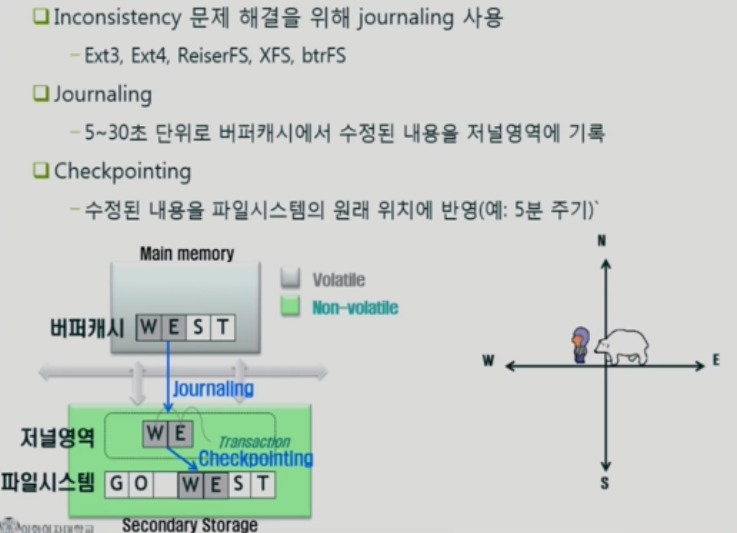 Inconsistency 문제 해결을 위해 journaling 사용
– Ext3, Ext4, ReiserFS, XFS, btrFS
Journaling
– 5~30초 단위로 버퍼캐시에서 수정된 내용을 저널영역에 기록
Checkpointing
– 수정된 내용을 파일시스템의 원래 위치에 반영(예: 5분 주기)`
Main memory
Volatile
Non-volatile
버퍼캐시 W E S T
Journaling
저널영역 W E
Transaction
Checkpointing
파일시스템 G O W E S T
Secondary Storage
이화여자대학교
N
W
E
S